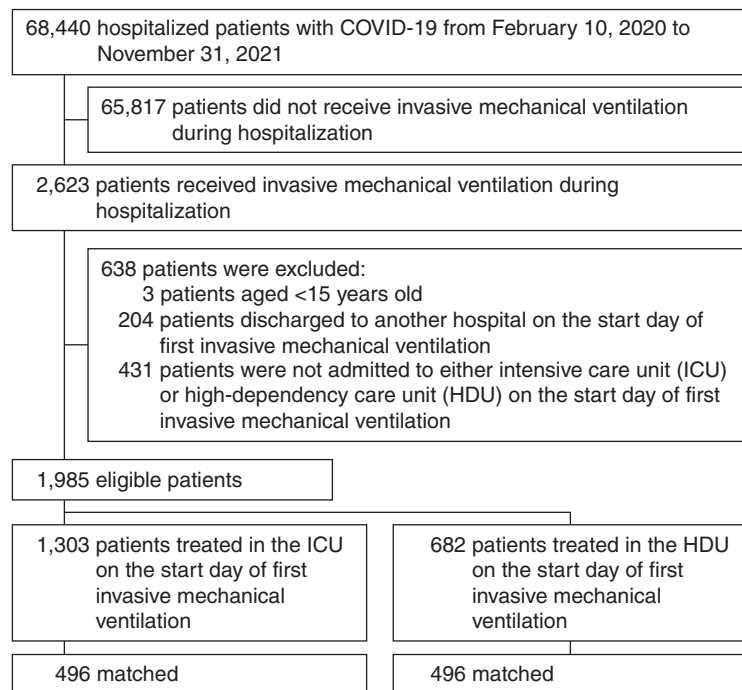 68,440 hospitalized patients with COVID-19 from February 10, 2020 to
November 31, 2021
65,817 patients did not receive invasive mechanical ventilation
during hospitalization
2,623 patients received invasive mechanical ventilation during
hospitalization
638 patients were excluded:
3 patients aged <15 years old
204 patients discharged to another hospital on the start day of
first invasive mechanical ventilation
431 patients were not admitted to either intensive care unit (ICU)
or high-dependency care unit (HDU) on the start day of first
invasive mechanical ventilation
1,985 eligible patients
1,303 patients treated in the ICU
on the start day of first
invasive mechanical
ventilation
682 patients treated in the HDU
on the start day of first
invasive mechanical
ventilation
496 matched
496 matched